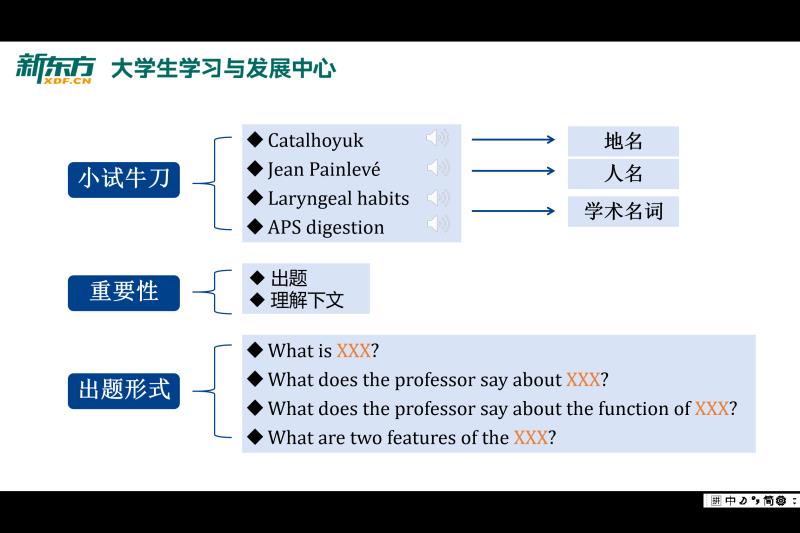 新东方 大学生学习与发展中心
XDF.CN
小试牛刀
◆ Catalhoyuk
◆ Jean Painlevé
◆ Laryngeal habits
◆ APS digestion
地名
人名
学术名词
重要性
◆ 出题
◆ 理解下文
出题形式
◆ What is XXX?
◆ What does the professor say about XXX?
◆ What does the professor say about the function of XXX?
◆ What are two features of the XXX?
拼 中 简